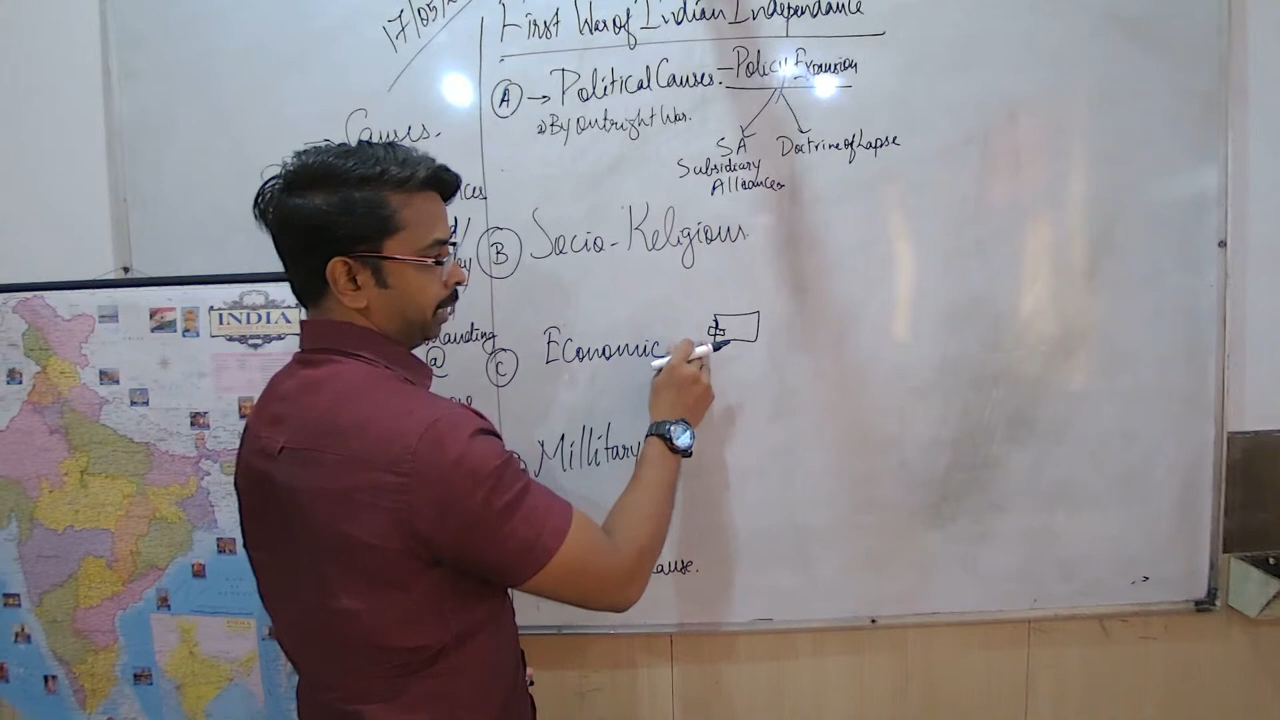 17/05/2
First War of Indian Independance
A → Political Causes. - Policy Expansion
a) By Outright War.
SA Doctrine of Lapse
Subsidiary
Alliances
→ Causes.
B Socio-Religious
C Economic
Millitary
INDIA
@
ause.